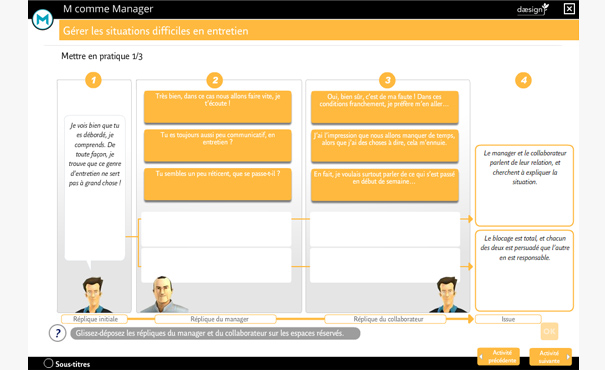 M comme Manager
dæsign
M
Gérer les situations difficiles en entretien
Mettre en pratique 1/3
1
2
3
4
Je vois bien que tu
es débordé, je
comprends. De
toute façon, je
trouve que ce genre
d'entretien ne sert
pas à grand chose !
Très bien, dans ce cas nous allons faire vite, je
t'écoute !
Tu es toujours aussi peu communicatif, en
entretien ?
Tu sembles un peu réticent, que se passe-t-il ?
Oui, bien sûr, c'est de ma faute ! Dans ces
conditions franchement, je préfère m'en aller...
J'ai l'impression que nous allons manquer de temps,
alors que j'ai des choses à dire, cela m'ennuie.
En fait, je voulais surtout parler de ce qui s'est passé
en début de semaine...
Le manager et le collaborateur
parlent de leur relation, et
cherchent à expliquer la
situation.
Le blocage est total, et chacun
des deux est persuadé que l'autre
en est responsable.
Réplique initiale
Réplique du manager
Réplique du collaborateur
Issue
? Glissez-déposez les répliques du manager et du collaborateur sur les espaces réservés.
OK
Activité
précédente
Activité
suivante
Sous-titres